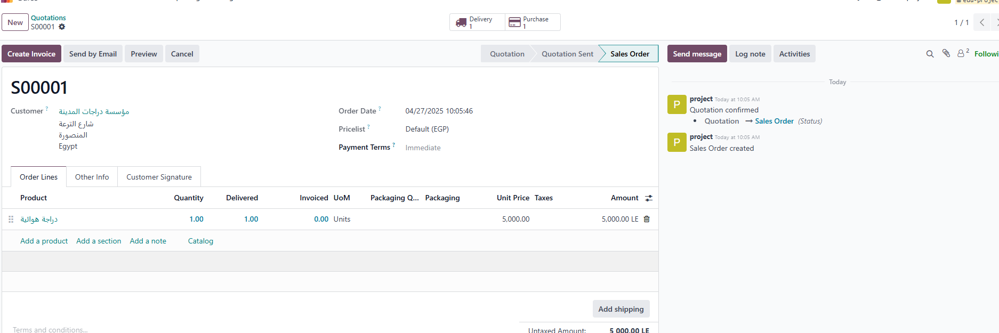 New
Quotations
S00001
Delivery
1
Purchase
1
1 / 1
Create Invoice Send by Email Preview Cancel
Quotation Quotation Sent Sales Order
Send message Log note Activities
2
S00001
Customer ? مؤسسة دراجات المدينة
شارع الترعة
المنصورة
Egypt
Order Date ? 04/27/2025 10:05:46
Pricelist ? Default (EGP)
Payment Terms ? Immediate
Order Lines Other Info Customer Signature
Product Quantity Delivered Invoiced UoM Packaging Q... Packaging Unit Price Taxes Amount
دراجة هوائية 1.00 1.00 0.00 Units 5,000.00 5,000.00 LE
Add a product Add a section Add a note Catalog
Add shipping
Terms and conditions...
Untaxed Amount: 5,000.00 LE
Today
P
project Today at 10:05 AM
Quotation confirmed
• Quotation → Sales Order (Status)
P
project Today at 10:05 AM
Sales Order created